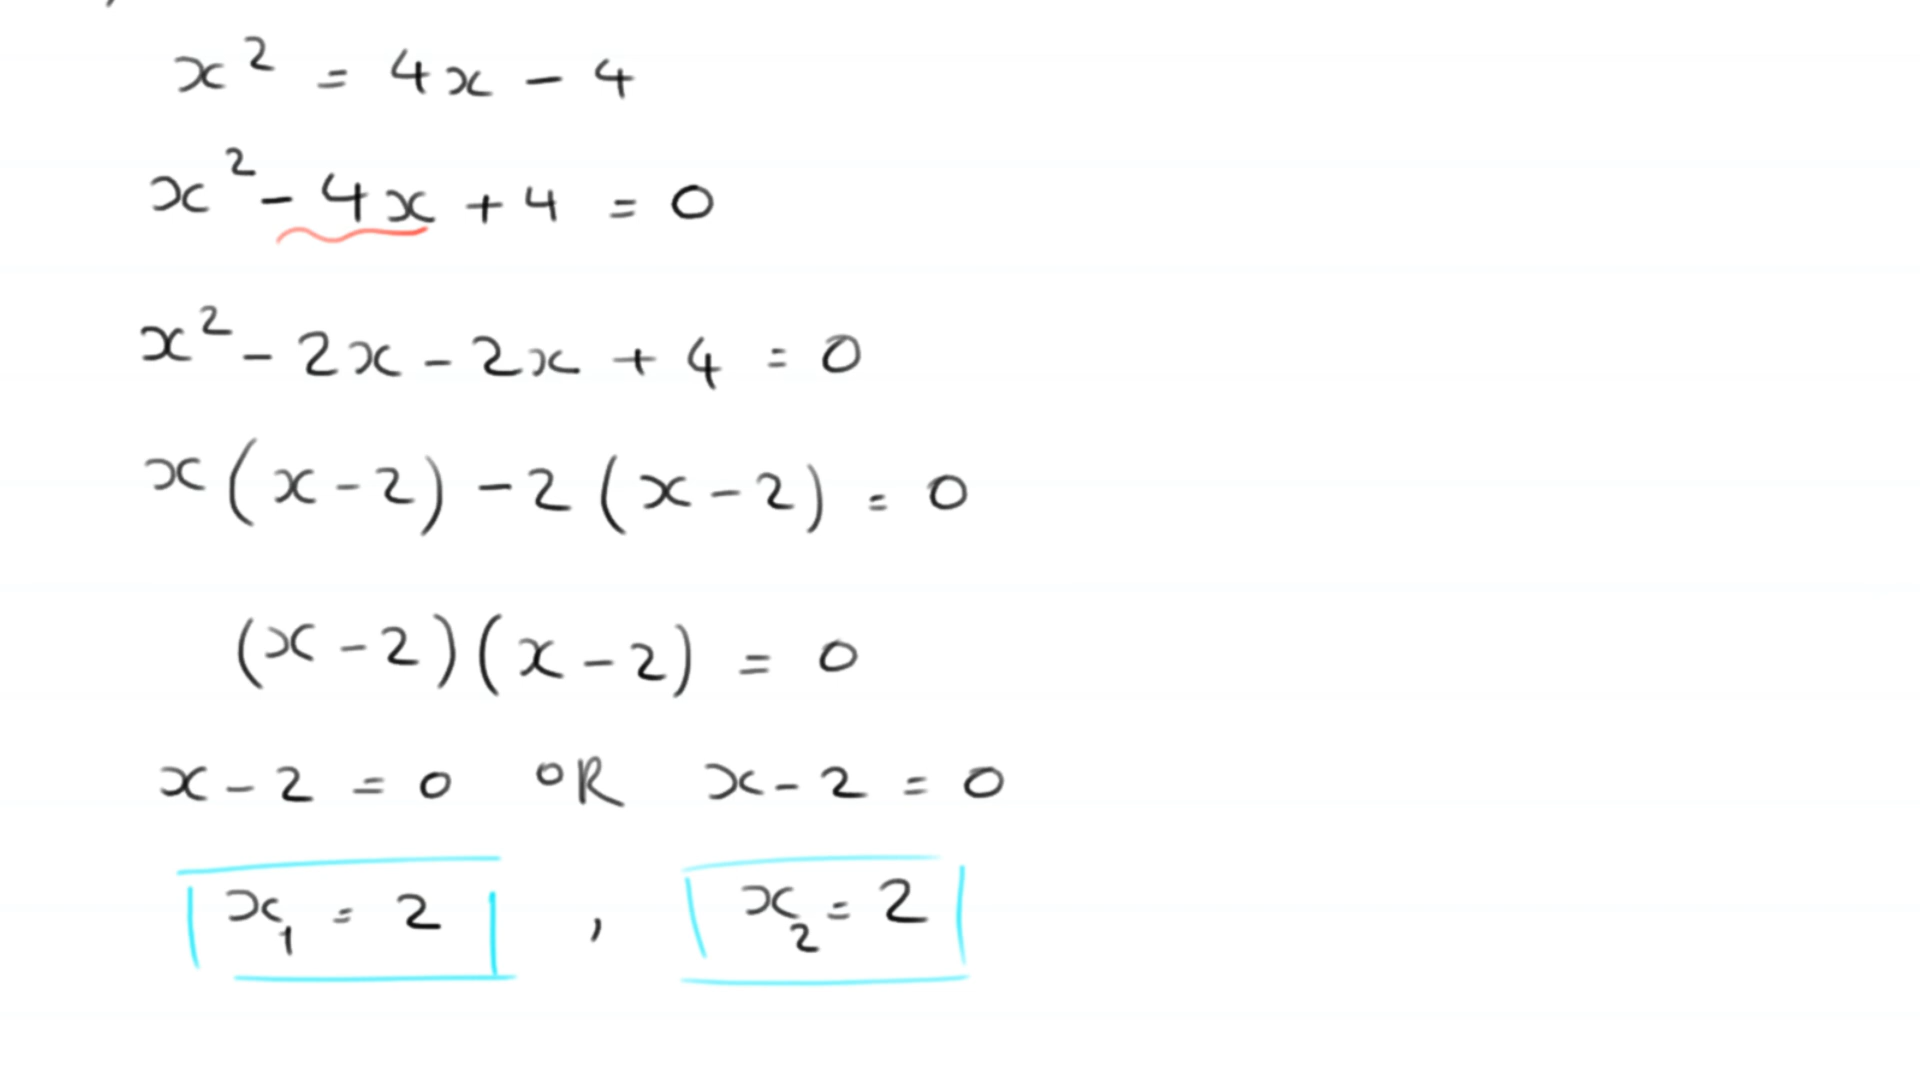 x² = 4x - 4
x² - 4x + 4 = 0
x² - 2x - 2x + 4 = 0
x(x-2) - 2(x-2) = 0
(x-2)(x-2) = 0
x-2 = 0 OR x-2 = 0
x₁ = 2 , x₂ = 2